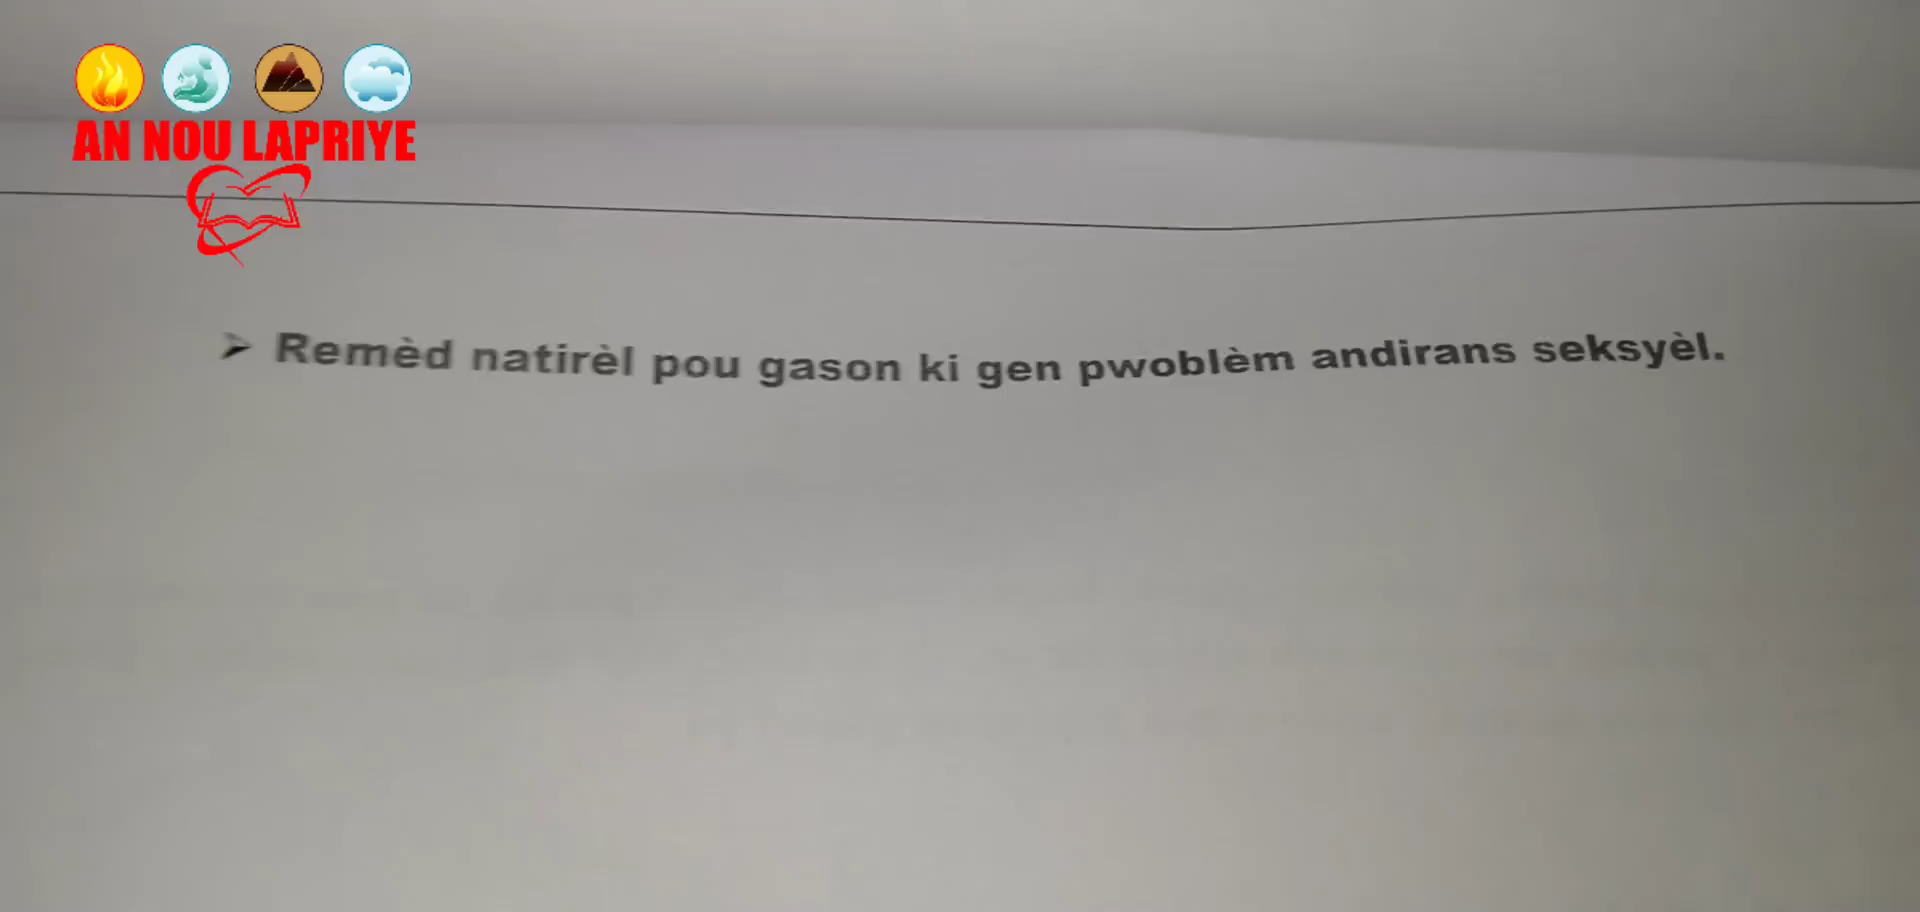 AN NOU LAPRIYE
➢ Remèd natirèl pou gason ki gen pwoblèm andirans seksyèl.